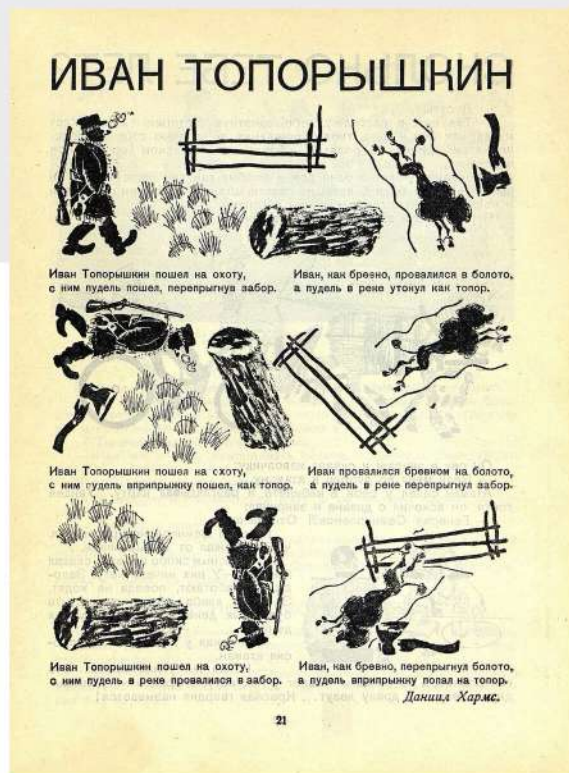 ИВАН ТОПОРЫШКИН
Иван Топорышкин пошел на охоту,
с ним пудель пошел, перепрыгнув забор.
Иван, как бревно, провалился в болото,
а пудель в реке утонул как топор.
Иван Топорышкин пошел на охоту,
с ним пудель вприпрыжку пошел, как топор.
Иван провалился бревном на болото,
а пудель в реке перепрыгнул забор.
Иван Топорышкин пошел на охоту,
с ним пудель в реке провалился в забор.
Иван, как бревно, перепрыгнул болото,
а пудель вприпрыжку попал на топор.
Даниил Хармс.
21